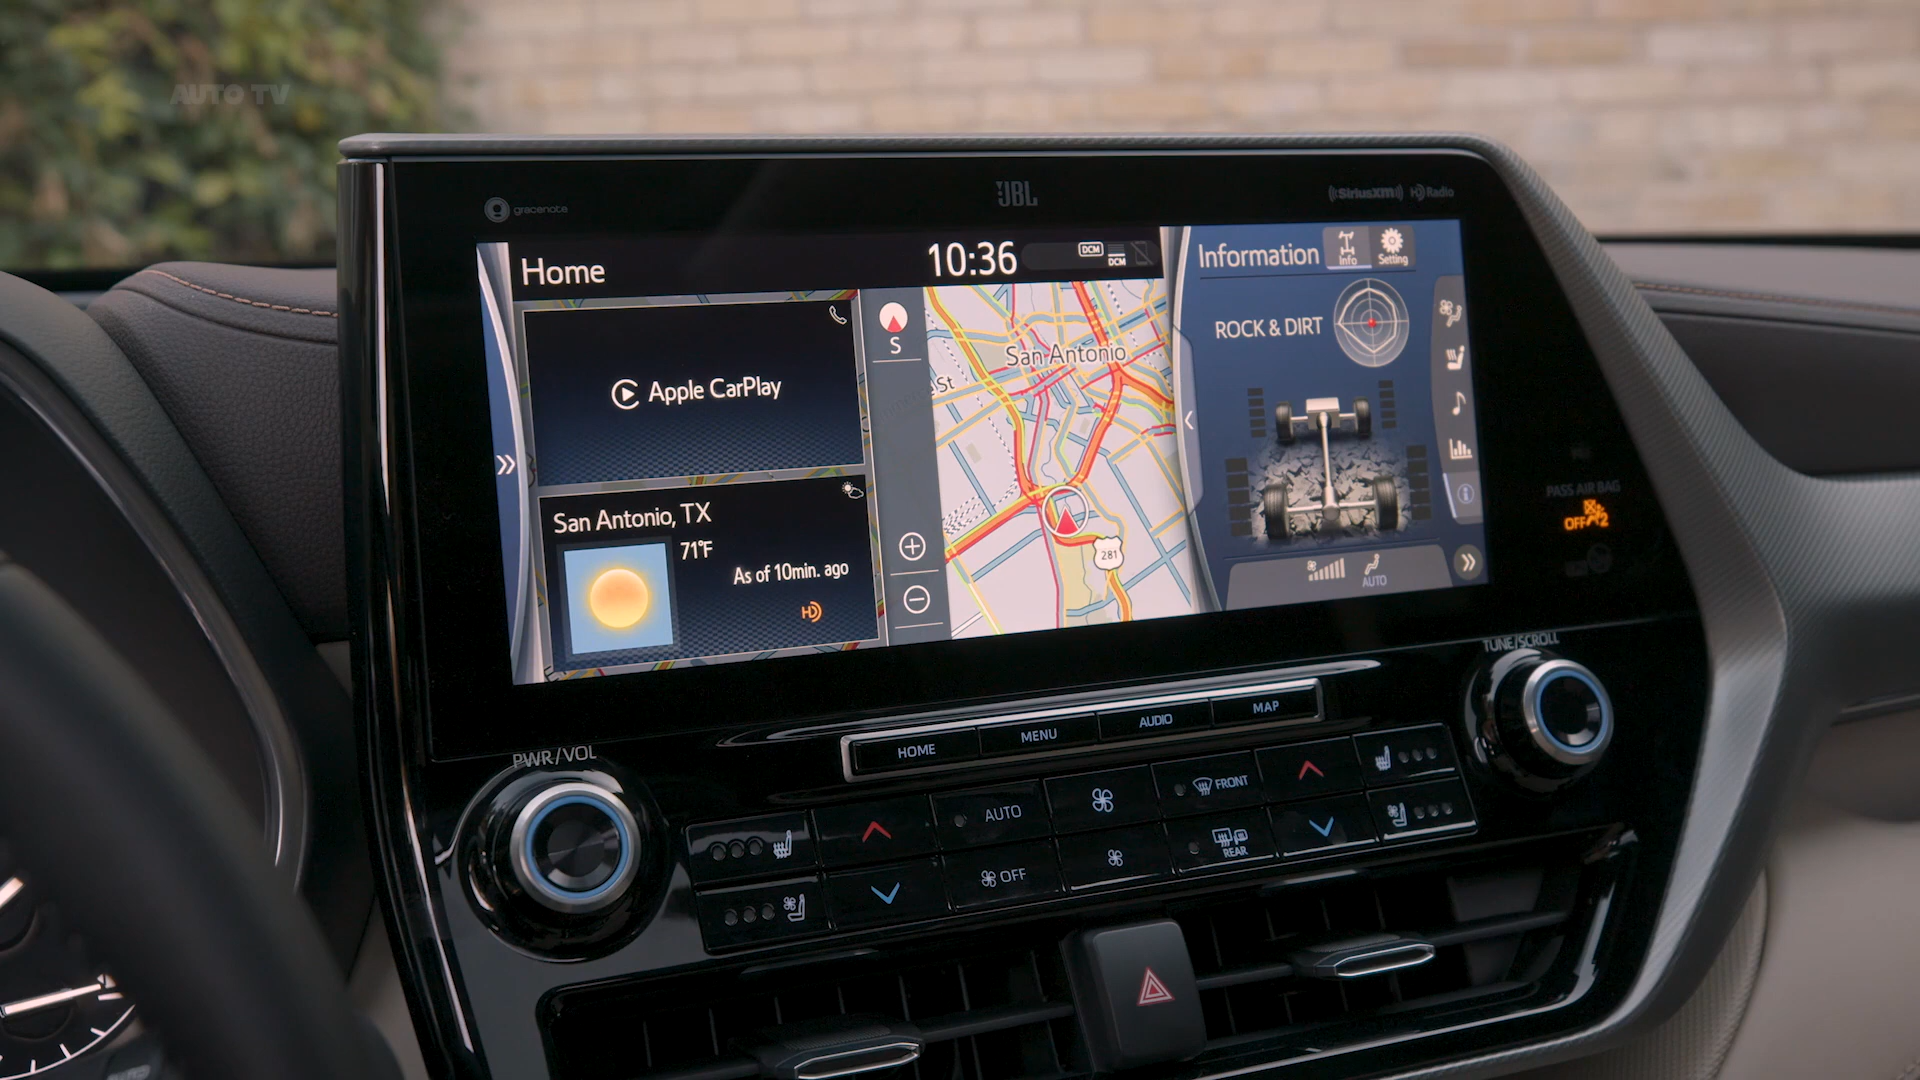 AUTO TV
gracenote
JBL
SiriusXM HD Radio
Home
10:36
DCM
DCM
Information
Info
Setting
S
Apple CarPlay
San Antonio
St
ROCK & DIRT
San Antonio, TX
71°F
As of 10min. ago
HD
281
AUTO
PASS AIR BAG
OFF 2
TUNE/SCROLL
PWR/VOL
HOME
MENU
AUDIO
MAP
AUTO
FRONT
OFF
REAR